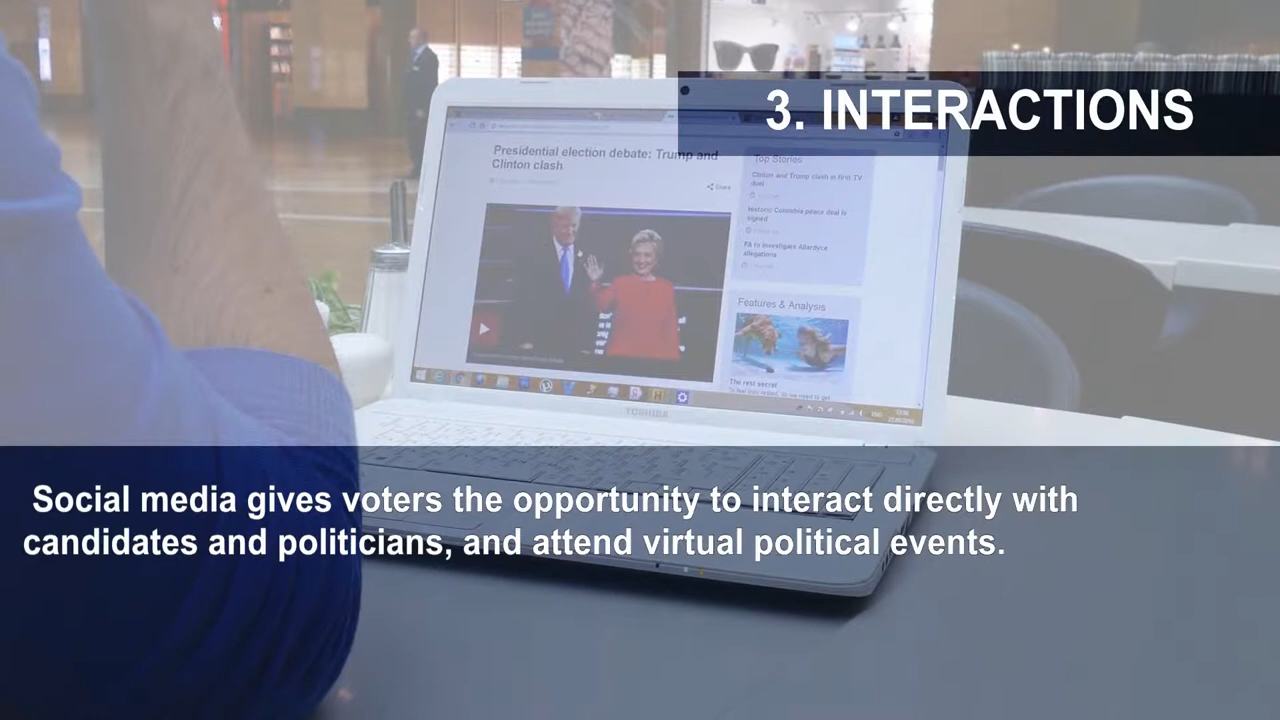 3. INTERACTIONS
Presidential election debate: Trump and
Clinton clash
Share
Top Stories
Clinton and Trump clash in first TV
duel
Historic Colombia peace deal is
signed
FA to investigate Allardyce
allegations
Features & Analysis
The rest secret
TOSHIBA
Social media gives voters the opportunity to interact directly with
candidates and politicians, and attend virtual political events.